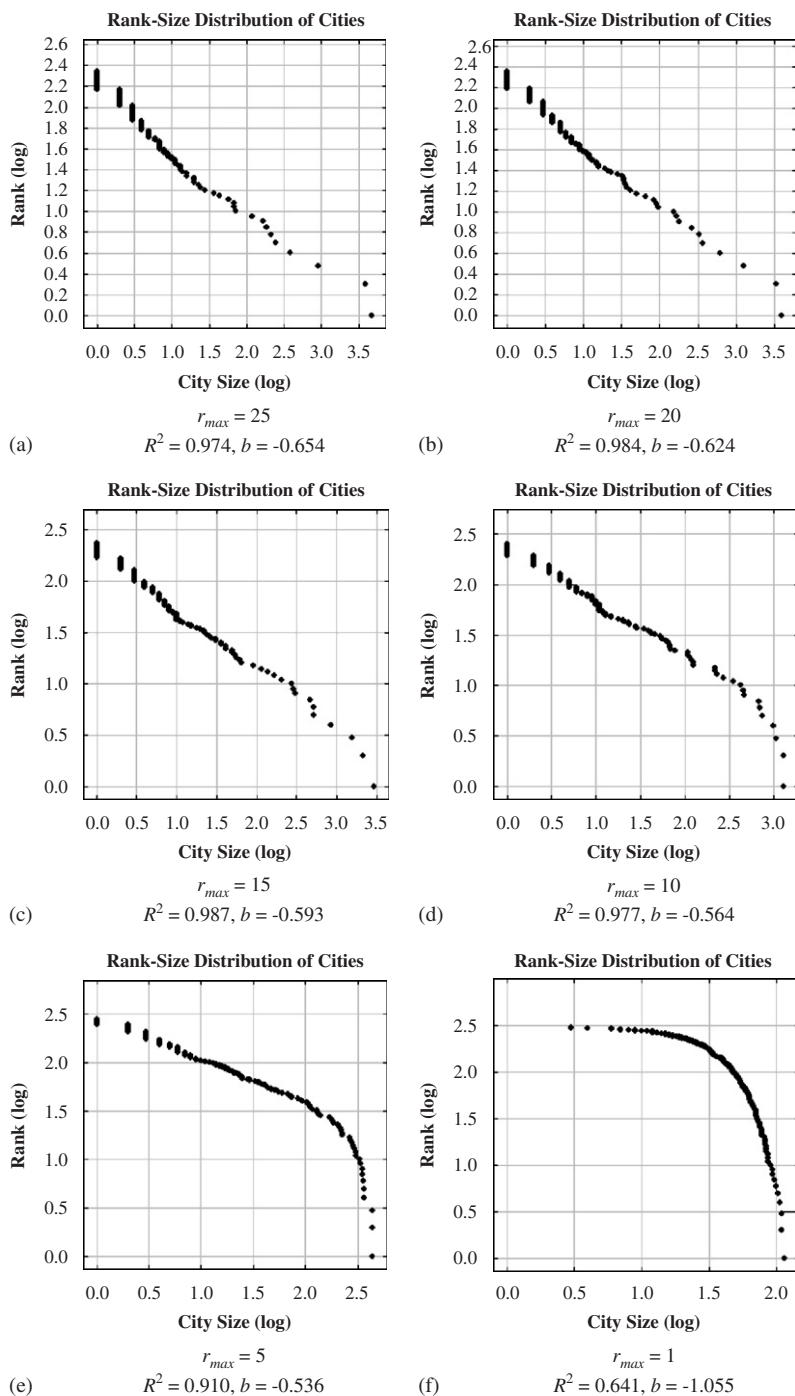 Rank-Size Distribution of Cities
2.6
2.4
2.2
2.0
1.8
1.6
1.4
1.2
1.0
0.8
0.6
0.4
0.2
0.0
Rank (log)
0.0 0.5 1.0 1.5 2.0 2.5 3.0 3.5
City Size (log)
r_max = 25
(a) R² = 0.974, b = -0.654
Rank-Size Distribution of Cities
2.6
2.4
2.2
2.0
1.8
1.6
1.4
1.2
1.0
0.8
0.6
0.4
0.2
0.0
Rank (log)
0.0 0.5 1.0 1.5 2.0 2.5 3.0 3.5
City Size (log)
r_max = 20
(b) R² = 0.984, b = -0.624
Rank-Size Distribution of Cities
2.5
2.0
1.5
1.0
0.5
0.0
Rank (log)
0.0 0.5 1.0 1.5 2.0 2.5 3.0 3.5
City Size (log)
r_max = 15
(c) R² = 0.987, b = -0.593
Rank-Size Distribution of Cities
2.5
2.0
1.5
1.0
0.5
0.0
Rank (log)
0.0 0.5 1.0 1.5 2.0 2.5 3.0
City Size (log)
r_max = 10
(d) R² = 0.977, b = -0.564
Rank-Size Distribution of Cities
2.5
2.0
1.5
1.0
0.5
0.0
Rank (log)
0.0 0.5 1.0 1.5 2.0 2.5
City Size (log)
r_max = 5
(e) R² = 0.910, b = -0.536
Rank-Size Distribution of Cities
2.5
2.0
1.5
1.0
0.5
0.0
Rank (log)
0.0 0.5 1.0 1.5 2.0
City Size (log)
r_max = 1
(f) R² = 0.641, b = -1.055